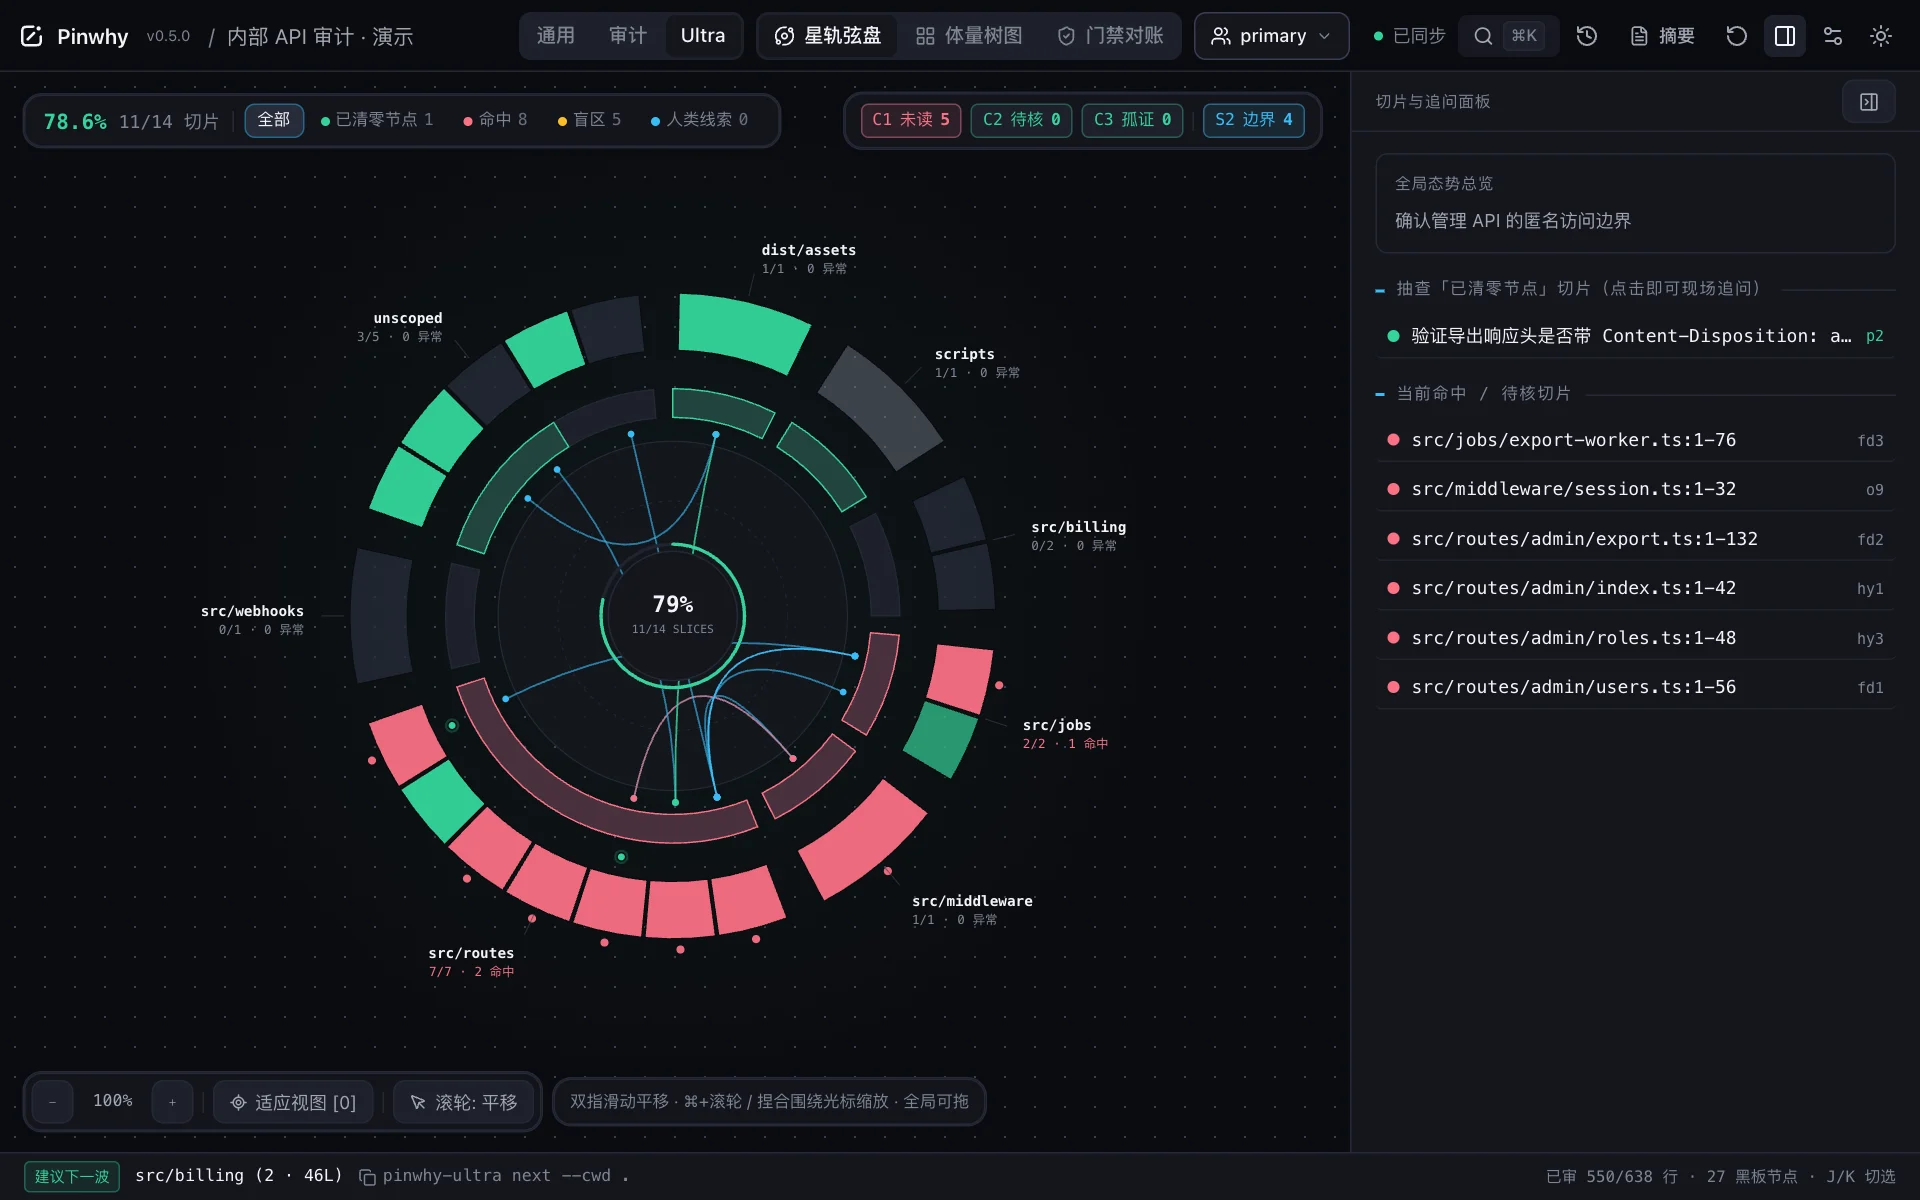 Pinwhy v0.5.0 / 内部 API 审计 · 演示
通用 审计 Ultra
星轨弦盘 体量树图 门禁对账
primary
已同步 ⌘K 摘要
78.6% 11/14 切片 全部 已清零节点 1 命中 8 盲区 5 人类线索 0
C1 未读 5 C2 待核 0 C3 孤证 0 S2 边界 4
dist/assets
1/1 · 0 异常
unscoped
3/5 · 0 异常
scripts
1/1 · 0 异常
src/billing
0/2 · 0 异常
src/webhooks
0/1 · 0 异常
79%
11/14 SLICES
src/jobs
2/2 · 1 命中
src/middleware
1/1 · 0 异常
src/routes
7/7 · 2 命中
− 100% + 适应视图 [0] 滚轮: 平移
双指滑动平移 · ⌘+滚轮 / 捏合围绕光标缩放 · 全局可拖
切片与追问面板
全局态势总览
确认管理 API 的匿名访问边界
抽查「已清零节点」切片 (点击即可现场追问)
验证导出响应头是否带 Content-Disposition: a… p2
当前命中 / 待核切片
src/jobs/export-worker.ts:1-76 fd3
src/middleware/session.ts:1-32 o9
src/routes/admin/export.ts:1-132 fd2
src/routes/admin/index.ts:1-42 hy1
src/routes/admin/roles.ts:1-48 hy3
src/routes/admin/users.ts:1-56 fd1
建议下一波 src/billing (2 · 46L) pinwhy-ultra next --cwd .
已审 550/638 行 · 27 黑板节点 · J/K 切选